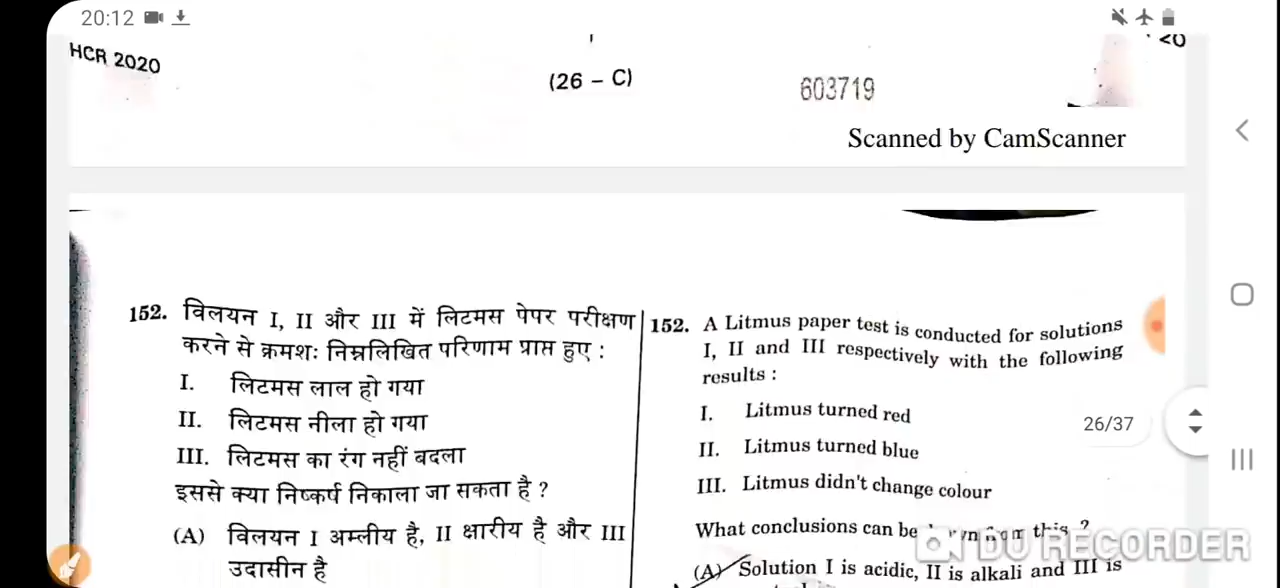 20:12
HCR 2020
(26 – C)
603719
Scanned by CamScanner
152. विलयन I, II और III में लिटमस पेपर परीक्षण
करने से क्रमशः निम्नलिखित परिणाम प्राप्त हुए :
I. लिटमस लाल हो गया
II. लिटमस नीला हो गया
III. लिटमस का रंग नहीं बदला
इससे क्या निष्कर्ष निकाला जा सकता है ?
(A) विलयन I अम्लीय है, II क्षारीय है और III
उदासीन है
152. A Litmus paper test is conducted for solutions
I, II and III respectively with the following
results :
I. Litmus turned red
II. Litmus turned blue
III. Litmus didn't change colour
What conclusions can be this ?
(A) Solution I is acidic, II is alkali and III is
26/37
DU RECORDER